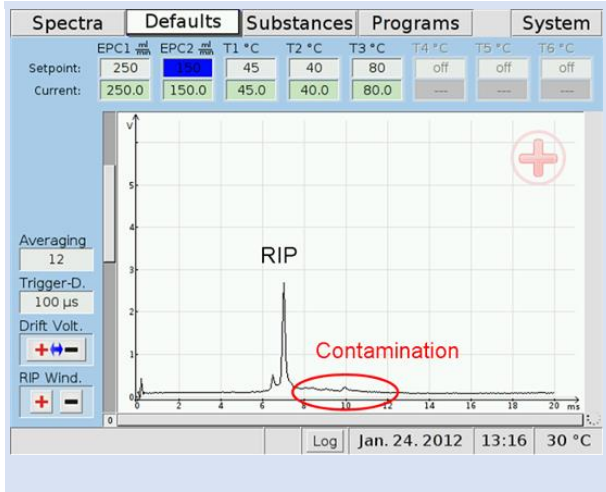 Spectra Defaults Substances Programs System
EPC1 ml/min EPC2 ml/min T1 °C T2 °C T3 °C T4 °C T5 °C T6 °C
Setpoint: 250 150 45 40 80 off off off
Current: 250.0 150.0 45.0 40.0 80.0 --- --- ---
V
5
4
Averaging
12
RIP
3
Trigger-D.
100 µs
2
Drift Volt.
+ −
1
Contamination
RIP Wind.
+ −
0
0 2 4 6 8 10 12 14 16 18 20 ms
0
Log Jan. 24. 2012 13:16 30 °C